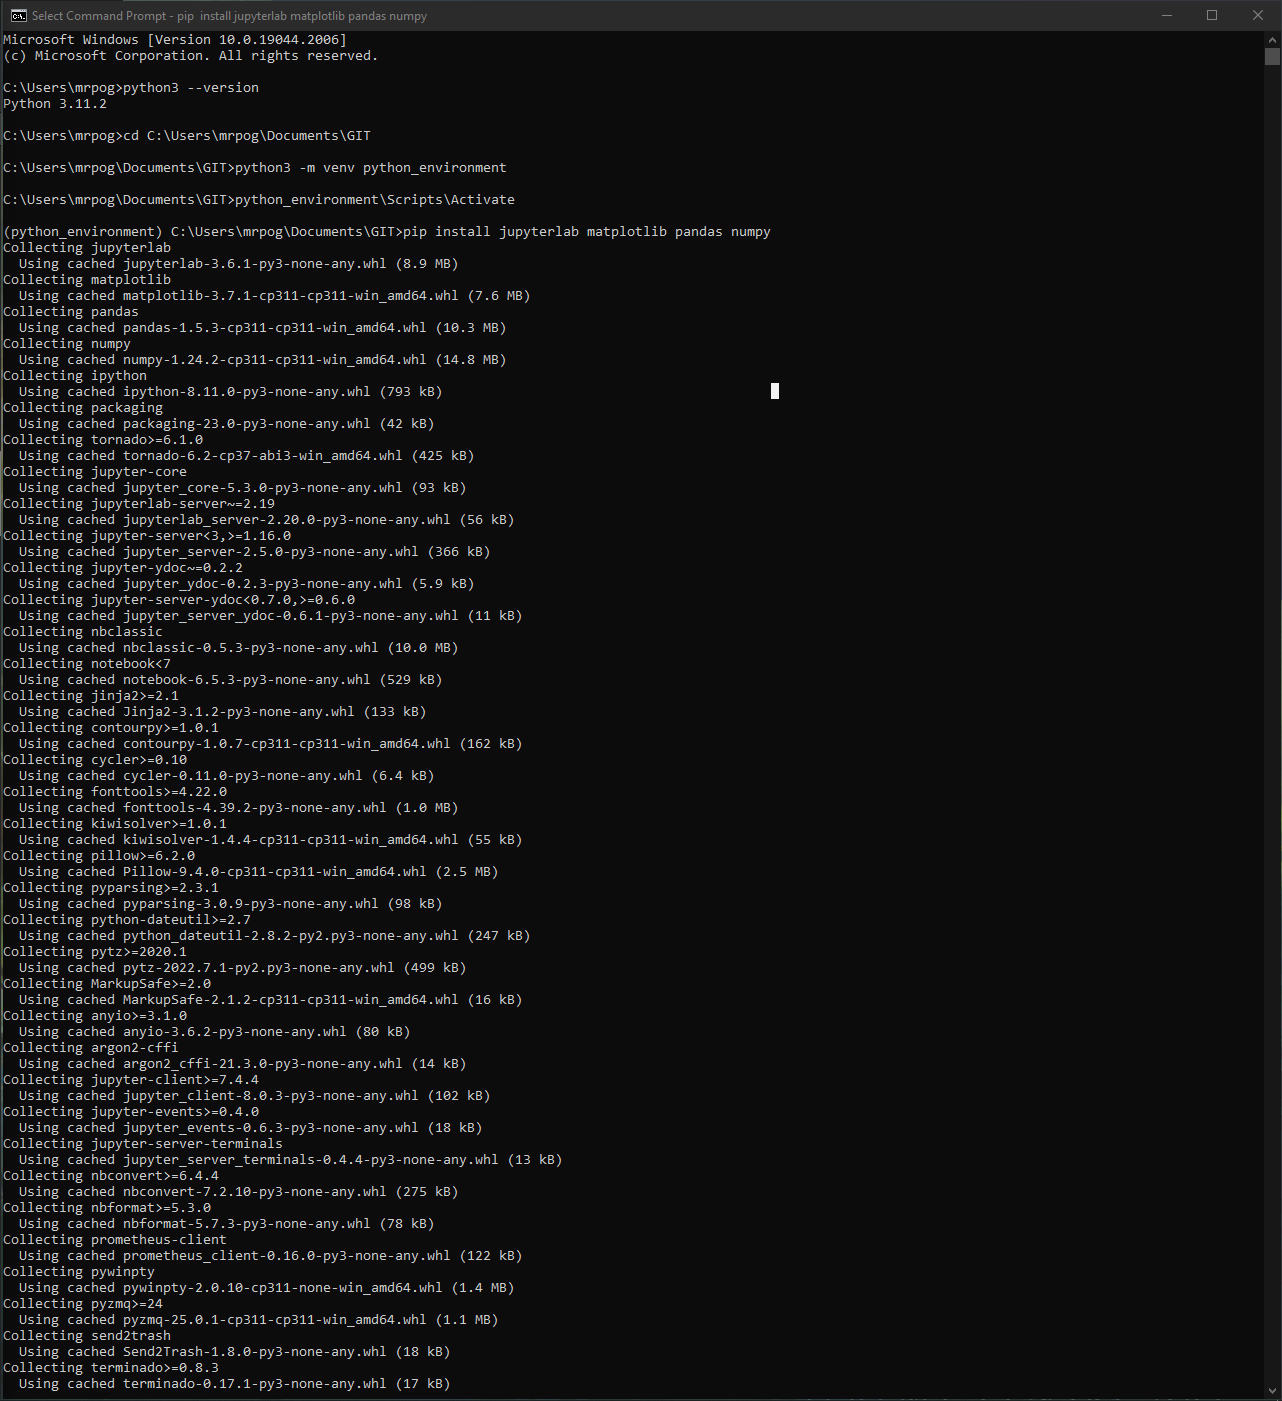 Select Command Prompt - pip  install jupyterlab matplotlib pandas numpy
Microsoft Windows [Version 10.0.19044.2006]
(c) Microsoft Corporation. All rights reserved.
C:\Users\mrpog>python3 --version
Python 3.11.2
C:\Users\mrpog>cd C:\Users\mrpog\Documents\GIT
C:\Users\mrpog\Documents\GIT>python3 -m venv python_environment
C:\Users\mrpog\Documents\GIT>python_environment\Scripts\Activate
(python_environment) C:\Users\mrpog\Documents\GIT>pip install jupyterlab matplotlib pandas numpy
Collecting jupyterlab
  Using cached jupyterlab-3.6.1-py3-none-any.whl (8.9 MB)
Collecting matplotlib
  Using cached matplotlib-3.7.1-cp311-cp311-win_amd64.whl (7.6 MB)
Collecting pandas
  Using cached pandas-1.5.3-cp311-cp311-win_amd64.whl (10.3 MB)
Collecting numpy
  Using cached numpy-1.24.2-cp311-cp311-win_amd64.whl (14.8 MB)
Collecting ipython
  Using cached ipython-8.11.0-py3-none-any.whl (793 kB)
Collecting packaging
  Using cached packaging-23.0-py3-none-any.whl (42 kB)
Collecting tornado>=6.1.0
  Using cached tornado-6.2-cp37-abi3-win_amd64.whl (425 kB)
Collecting jupyter-core
  Using cached jupyter_core-5.3.0-py3-none-any.whl (93 kB)
Collecting jupyterlab-server~=2.19
  Using cached jupyterlab_server-2.20.0-py3-none-any.whl (56 kB)
Collecting jupyter-server<3,>=1.16.0
  Using cached jupyter_server-2.5.0-py3-none-any.whl (366 kB)
Collecting jupyter-ydoc~=0.2.2
  Using cached jupyter_ydoc-0.2.3-py3-none-any.whl (5.9 kB)
Collecting jupyter-server-ydoc<0.7.0,>=0.6.0
  Using cached jupyter_server_ydoc-0.6.1-py3-none-any.whl (11 kB)
Collecting nbclassic
  Using cached nbclassic-0.5.3-py3-none-any.whl (10.0 MB)
Collecting notebook<7
  Using cached notebook-6.5.3-py3-none-any.whl (529 kB)
Collecting jinja2>=2.1
  Using cached Jinja2-3.1.2-py3-none-any.whl (133 kB)
Collecting contourpy>=1.0.1
  Using cached contourpy-1.0.7-cp311-cp311-win_amd64.whl (162 kB)
Collecting cycler>=0.10
  Using cached cycler-0.11.0-py3-none-any.whl (6.4 kB)
Collecting fonttools>=4.22.0
  Using cached fonttools-4.39.2-py3-none-any.whl (1.0 MB)
Collecting kiwisolver>=1.0.1
  Using cached kiwisolver-1.4.4-cp311-cp311-win_amd64.whl (55 kB)
Collecting pillow>=6.2.0
  Using cached Pillow-9.4.0-cp311-cp311-win_amd64.whl (2.5 MB)
Collecting pyparsing>=2.3.1
  Using cached pyparsing-3.0.9-py3-none-any.whl (98 kB)
Collecting python-dateutil>=2.7
  Using cached python_dateutil-2.8.2-py2.py3-none-any.whl (247 kB)
Collecting pytz>=2020.1
  Using cached pytz-2022.7.1-py2.py3-none-any.whl (499 kB)
Collecting MarkupSafe>=2.0
  Using cached MarkupSafe-2.1.2-cp311-cp311-win_amd64.whl (16 kB)
Collecting anyio>=3.1.0
  Using cached anyio-3.6.2-py3-none-any.whl (80 kB)
Collecting argon2-cffi
  Using cached argon2_cffi-21.3.0-py3-none-any.whl (14 kB)
Collecting jupyter-client>=7.4.4
  Using cached jupyter_client-8.0.3-py3-none-any.whl (102 kB)
Collecting jupyter-events>=0.4.0
  Using cached jupyter_events-0.6.3-py3-none-any.whl (18 kB)
Collecting jupyter-server-terminals
  Using cached jupyter_server_terminals-0.4.4-py3-none-any.whl (13 kB)
Collecting nbconvert>=6.4.4
  Using cached nbconvert-7.2.10-py3-none-any.whl (275 kB)
Collecting nbformat>=5.3.0
  Using cached nbformat-5.7.3-py3-none-any.whl (78 kB)
Collecting prometheus-client
  Using cached prometheus_client-0.16.0-py3-none-any.whl (122 kB)
Collecting pywinpty
  Using cached pywinpty-2.0.10-cp311-none-win_amd64.whl (1.4 MB)
Collecting pyzmq>=24
  Using cached pyzmq-25.0.1-cp311-cp311-win_amd64.whl (1.1 MB)
Collecting send2trash
  Using cached Send2Trash-1.8.0-py3-none-any.whl (18 kB)
Collecting terminado>=0.8.3
  Using cached terminado-0.17.1-py3-none-any.whl (17 kB)